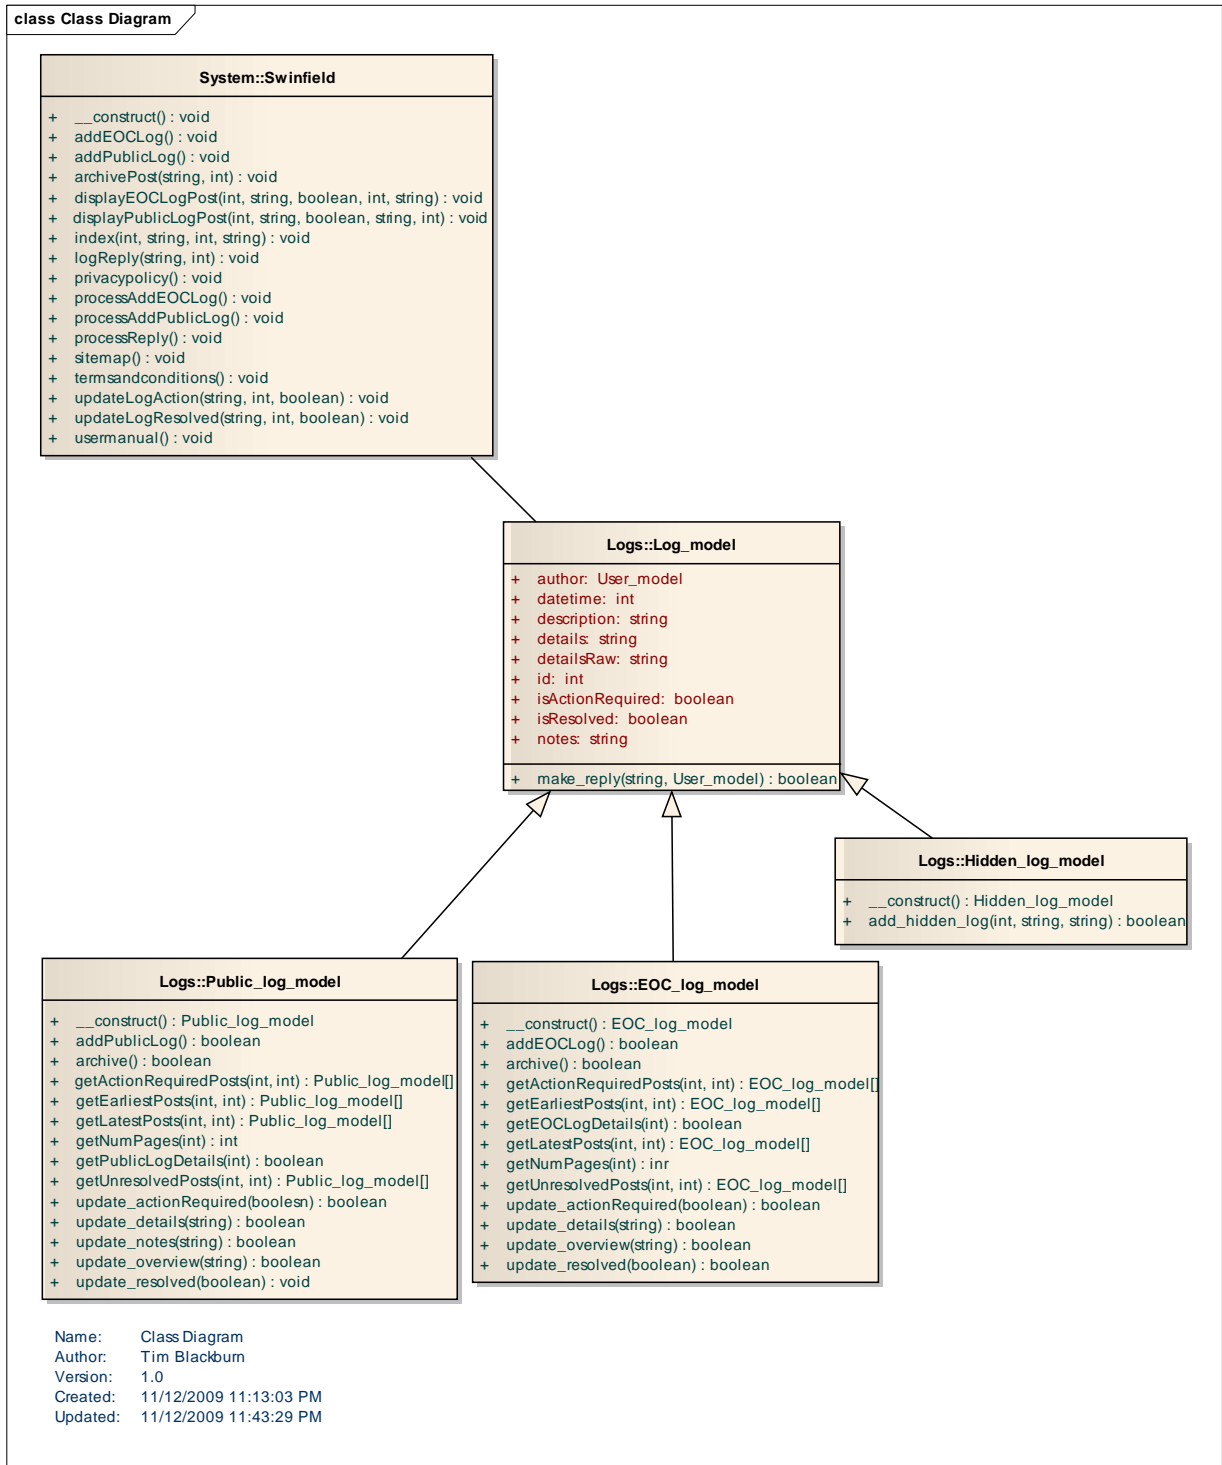 class Class Diagram
System::Swinfield
+ __construct() : void
+ addEOCLog() : void
+ addPublicLog() : void
+ archivePost(string, int) : void
+ displayEOCLogPost(int, string, boolean, int, string) : void
+ displayPublicLogPost(int, string, boolean, string, int) : void
+ index(int, string, int, string) : void
+ logReply(string, int) : void
+ privacypolicy() : void
+ processAddEOCLog() : void
+ processAddPublicLog() : void
+ processReply() : void
+ sitemap() : void
+ termsandconditions() : void
+ updateLogAction(string, int, boolean) : void
+ updateLogResolved(string, int, boolean) : void
+ usermanual() : void
Logs::Log_model
+ author: User_model
+ datetime: int
+ description: string
+ details: string
+ detailsRaw: string
+ id: int
+ isActionRequired: boolean
+ isResolved: boolean
+ notes: string
+ make_reply(string, User_model) : boolean
Logs::Hidden_log_model
+ __construct() : Hidden_log_model
+ add_hidden_log(int, string, string) : boolean
Logs::Public_log_model
+ __construct() : Public_log_model
+ addPublicLog() : boolean
+ archive() : boolean
+ getActionRequiredPosts(int, int) : Public_log_model[]
+ getEarliestPosts(int, int) : Public_log_model[]
+ getLatestPosts(int, int) : Public_log_model[]
+ getNumPages(int) : int
+ getPublicLogDetails(int) : boolean
+ getUnresolvedPosts(int, int) : Public_log_model[]
+ update_actionRequired(boolesn) : boolean
+ update_details(string) : boolean
+ update_notes(string) : boolean
+ update_overview(string) : boolean
+ update_resolved(boolean) : void
Logs::EOC_log_model
+ __construct() : EOC_log_model
+ addEOCLog() : boolean
+ archive() : boolean
+ getActionRequiredPosts(int, int) : EOC_log_model[]
+ getEarliestPosts(int, int) : EOC_log_model[]
+ getEOCLogDetails(int) : boolean
+ getLatestPosts(int, int) : EOC_log_model[]
+ getNumPages(int) : inr
+ getUnresolvedPosts(int, int) : EOC_log_model[]
+ update_actionRequired(boolean) : boolean
+ update_details(string) : boolean
+ update_overview(string) : boolean
+ update_resolved(boolean) : boolean
Name: Class Diagram
Author: Tim Blackburn
Version: 1.0
Created: 11/12/2009 11:13:03 PM
Updated: 11/12/2009 11:43:29 PM